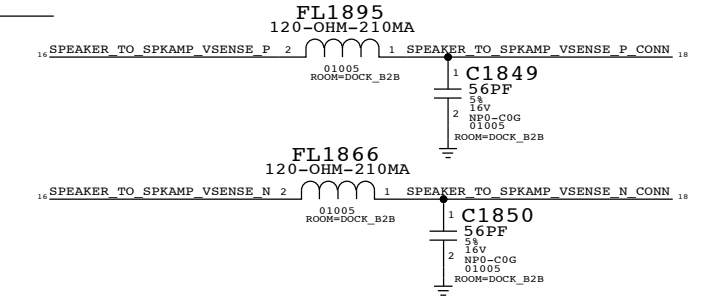 FL1895
120-OHM-210MA
16 SPEAKER_TO_SPKAMP_VSENSE_P 2 1 SPEAKER_TO_SPKAMP_VSENSE_P_CONN 18
01005
ROOM=DOCK_B2B
1 C1849
56PF
5%
16V
2 NP0-C0G
01005
ROOM=DOCK_B2B
FL1866
120-OHM-210MA
16 SPEAKER_TO_SPKAMP_VSENSE_N 2 1 SPEAKER_TO_SPKAMP_VSENSE_N_CONN 18
01005
ROOM=DOCK_B2B
1 C1850
56PF
5%
16V
2 NP0-C0G
01005
ROOM=DOCK_B2B